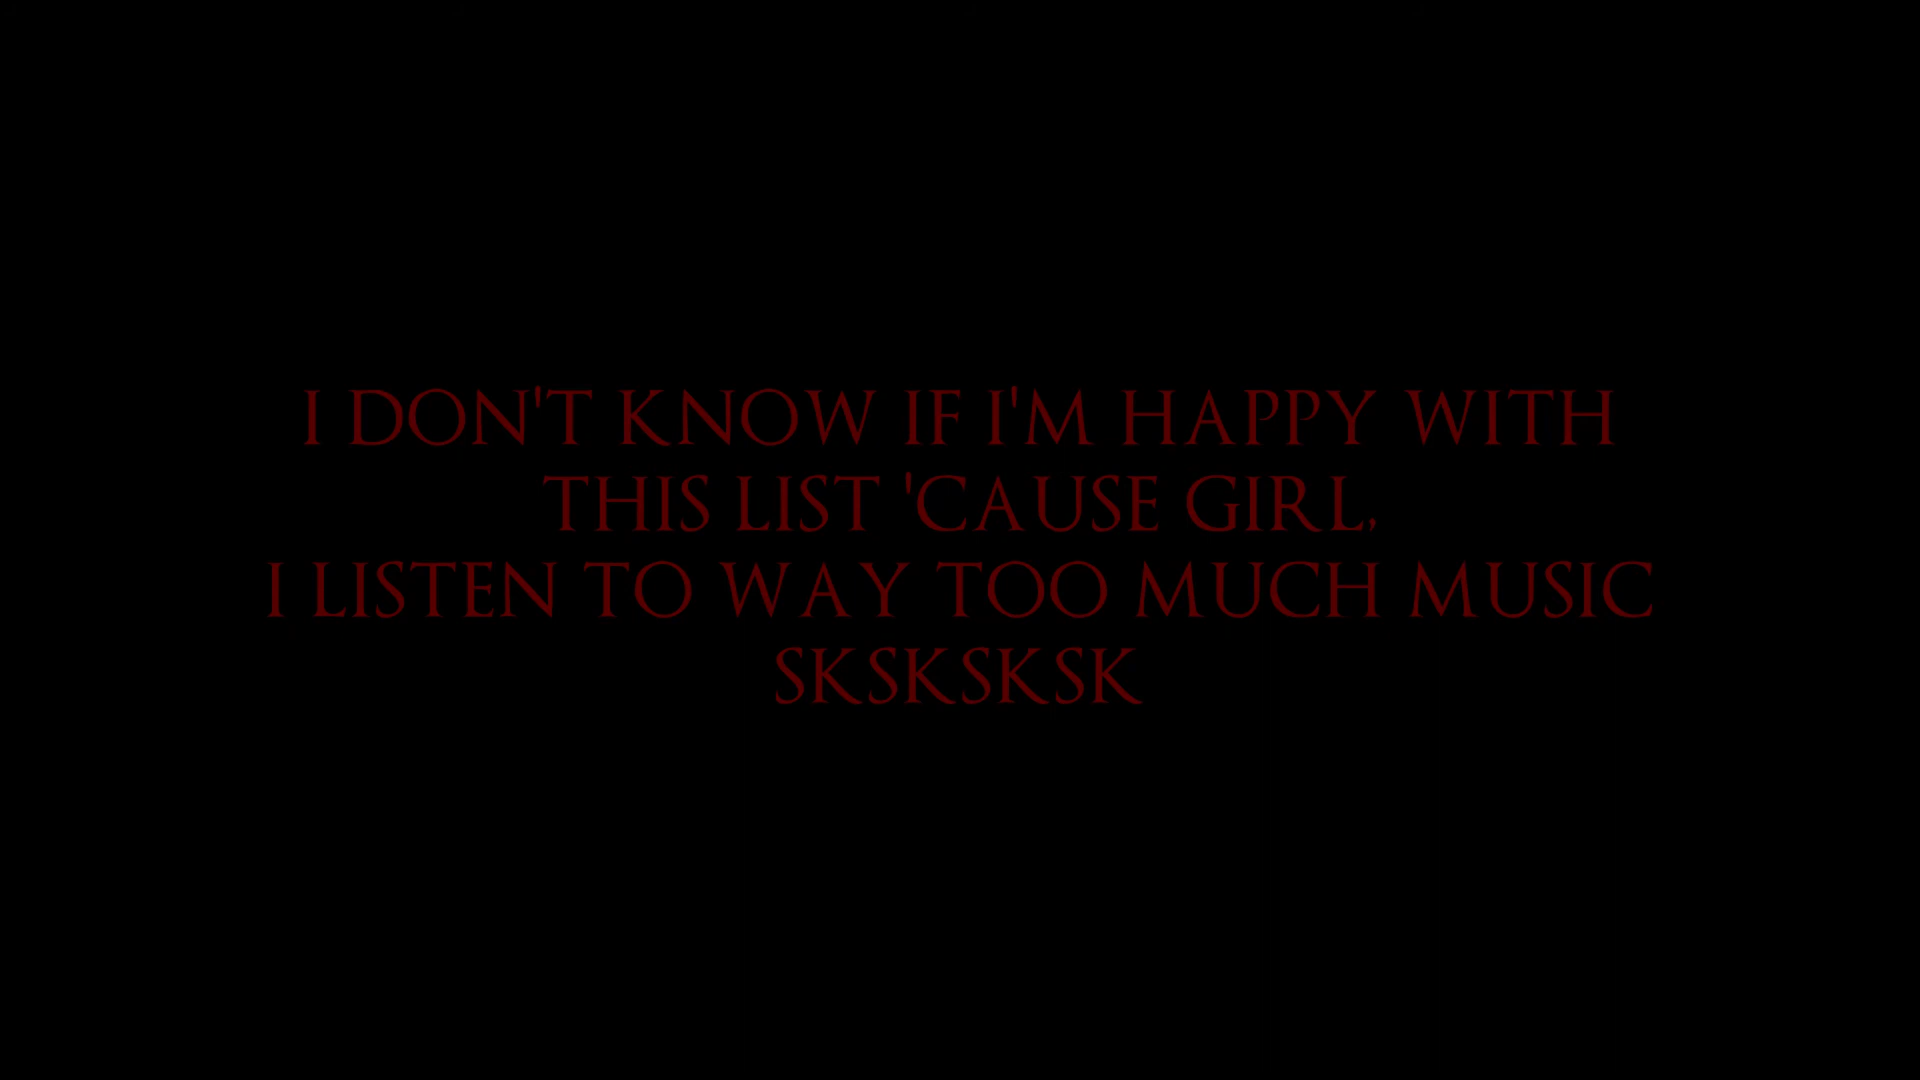 I DON'T KNOW IF I'M HAPPY WITH
THIS LIST 'CAUSE GIRL,
I LISTEN TO WAY TOO MUCH MUSIC
SKSKSKSK